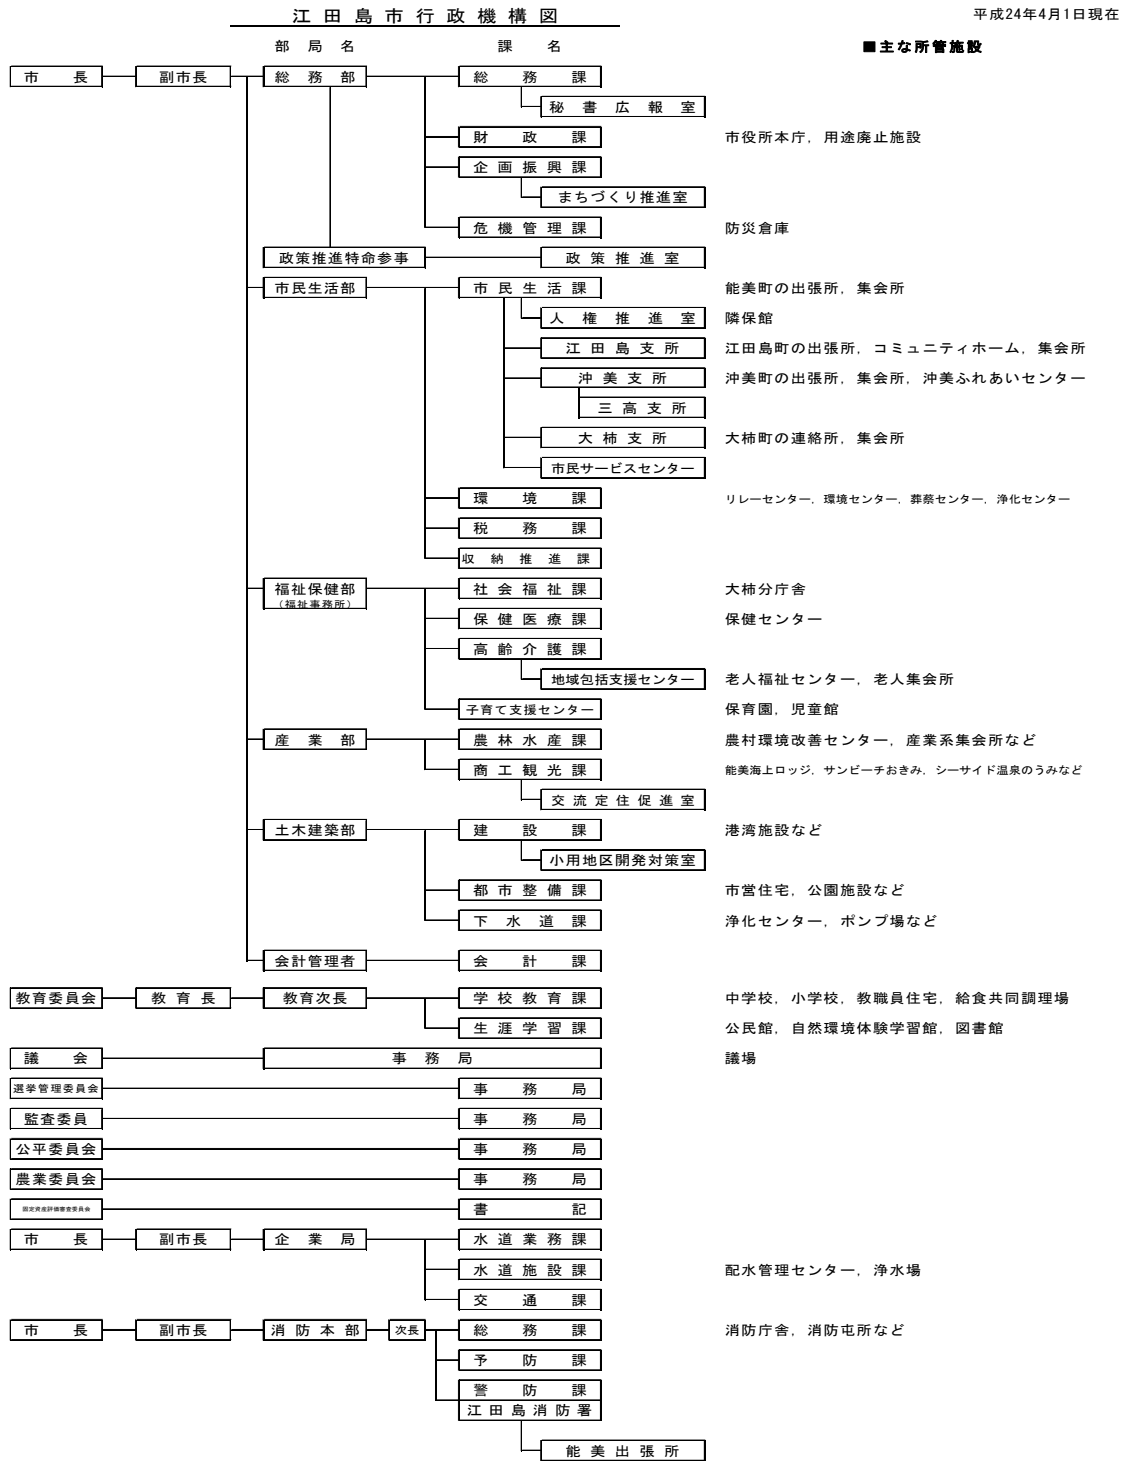 江田島市行政機構図 平成24年4月1日現在
部局名 課名 ■主な所管施設
市長 副市長 総務部 総務課
秘書広報室
財政課 市役所本庁，用途廃止施設
企画振興課
まちづくり推進室
危機管理課 防災倉庫
政策推進特命参事 政策推進室
市民生活部 市民生活課 能美町の出張所，集会所
人権推進室 隣保館
江田島支所 江田島町の出張所，コミュニティホーム，集会所
沖美支所 沖美町の出張所，集会所，沖美ふれあいセンター
三高支所
大柿支所 大柿町の連絡所，集会所
市民サービスセンター
環境課 リレーセンター，環境センター，葬祭センター，浄化センター
税務課
収納推進課
福祉保健部 社会福祉課 大柿分庁舎
（福祉事務所）
保健医療課 保健センター
高齢介護課
地域包括支援センター 老人福祉センター，老人集会所
子育て支援センター 保育園，児童館
産業部 農林水産課 農村環境改善センター，産業系集会所など
商工観光課 能美海上ロッジ，サンビーチおきみ，シーサイド温泉のうみなど
交流定住促進室
土木建築部 建設課 港湾施設など
小用地区開発対策室
都市整備課 市営住宅，公園施設など
下水道課 浄化センター，ポンプ場など
会計管理者 会計課
教育委員会 教育長 教育次長 学校教育課 中学校，小学校，教職員住宅，給食共同調理場
生涯学習課 公民館，自然環境体験学習館，図書館
議会 事務局 議場
選挙管理委員会 事務局
監査委員 事務局
公平委員会 事務局
農業委員会 事務局
固定資産評価審査委員会 書記
市長 副市長 企業局 水道業務課
水道施設課 配水管理センター，浄水場
交通課
市長 副市長 消防本部 次長 総務課 消防庁舎，消防屯所など
予防課
警防課
江田島消防署
能美出張所